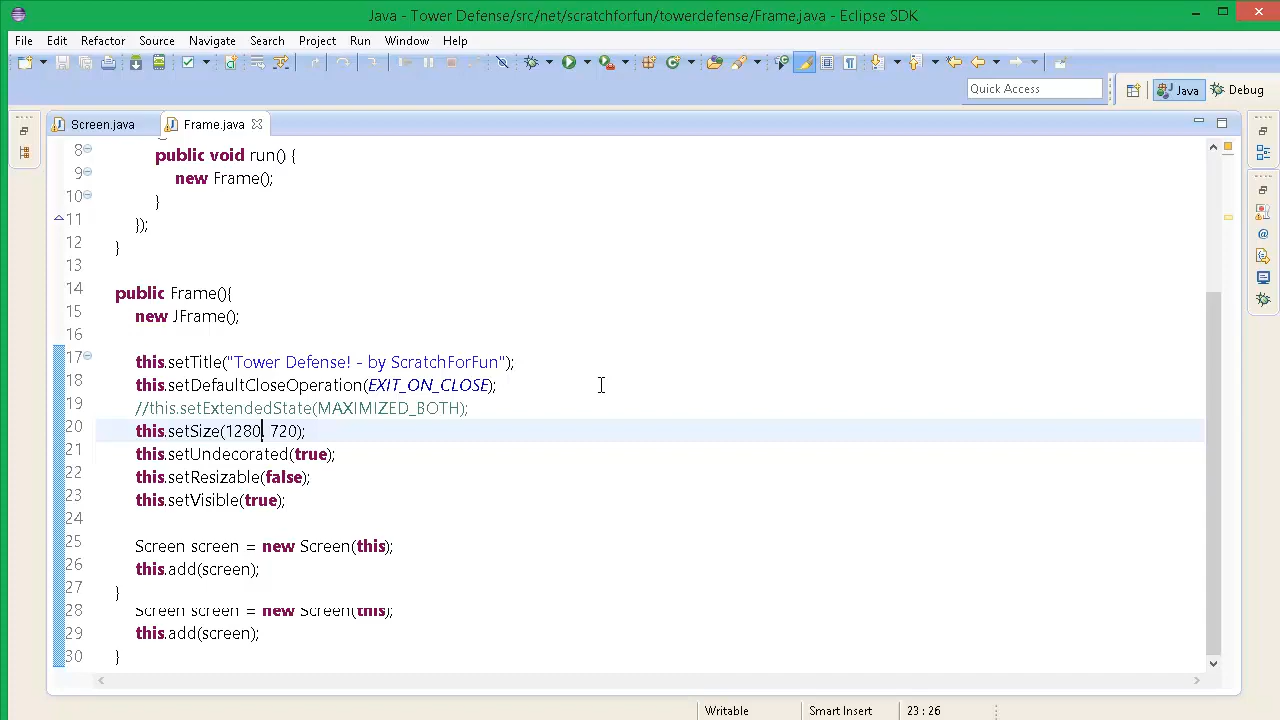 Java - Tower Defense/src/net/scratchforfun/towerdefense/Frame.java - Eclipse SDK
File Edit Refactor Source Navigate Search Project Run Window Help
Quick Access Java Debug
Screen.java Frame.java
8 public void run() {
9 new Frame();
10 }
11 });
12 }
13
14 public Frame(){
15 new JFrame();
16
17 this.setTitle("Tower Defense! - by ScratchForFun");
18 this.setDefaultCloseOperation(EXIT_ON_CLOSE);
19 //this.setExtendedState(MAXIMIZED_BOTH);
20 this.setSize(1280, 720);
21 this.setUndecorated(true);
22 this.setResizable(false);
23 this.setVisible(true);
24
25 Screen screen = new Screen(this);
26 this.add(screen);
27 }
28 Screen screen = new Screen(this);
29 this.add(screen);
30 }
Writable Smart Insert 23 : 26